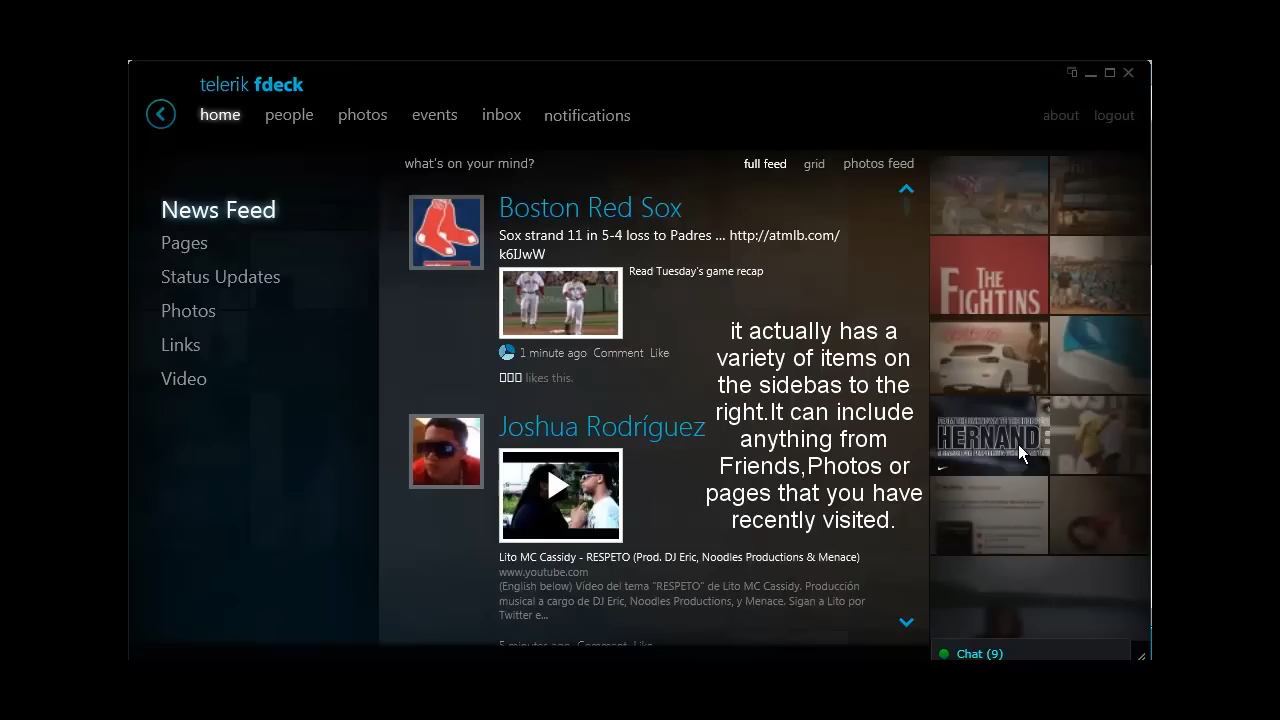 telerik fdeck
home people photos events inbox notifications
about logout
what's on your mind?
full feed grid photos feed
News Feed
Pages
Status Updates
Photos
Links
Video
Boston Red Sox
Sox strand 11 in 5-4 loss to Padres ... http://atmlb.com/
k6IJwW
Read Tuesday's game recap
1 minute ago Comment Like
likes this.
Joshua Rodríguez
Lito MC Cassidy - RESPETO (Prod. DJ Eric, Noodles Productions & Menace)
www.youtube.com
(English below) Vídeo del tema "RESPETO" de Lito MC Cassidy. Producción
musical a cargo de DJ Eric, Noodles Productions, y Menace. Sigan a Lito por
Twitter e...
5 minutes ago Comment Like
it actually has a
variety of items on
the sidebas to the
right.It can include
anything from
Friends,Photos or
pages that you have
recently visited.
THE
FIGHTINS
HERNANDE
Chat (9)